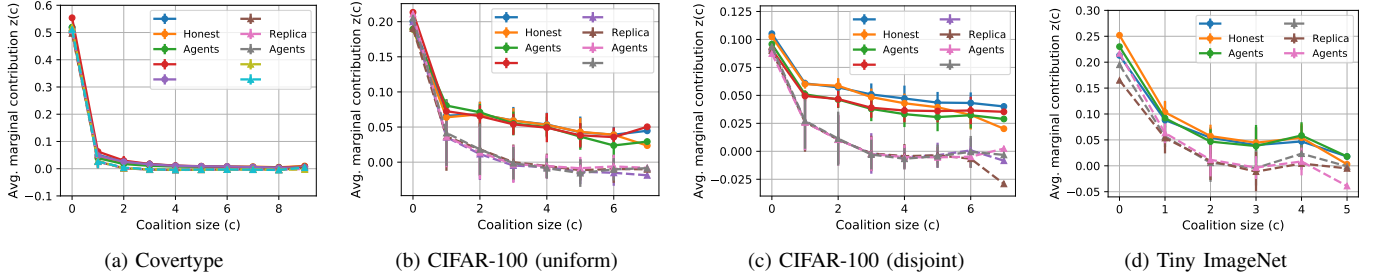 Avg. marginal contribution z(c)
0.6
0.5
0.4
0.3
0.2
0.1
0.0
−0.1
Honest
Agents
Replica
Agents
0 2 4 6 8
Coalition size (c)
(a) Covertype
Avg. marginal contribution z(c)
0.20
0.15
0.10
0.05
0.00
Honest
Agents
Replica
Agents
0 2 4 6
Coalition size (c)
(b) CIFAR-100 (uniform)
Avg. marginal contribution z(c)
0.125
0.100
0.075
0.050
0.025
0.000
−0.025
Honest
Agents
Replica
Agents
0 1 2 3 4 5 6 7
Coalition size (c)
(c) CIFAR-100 (disjoint)
Avg. marginal contribution z(c)
0.30
0.25
0.20
0.15
0.10
0.05
0.00
−0.05
Honest
Agents
Replica
Agents
0 1 2 3 4 5
Coalition size (c)
(d) Tiny ImageNet